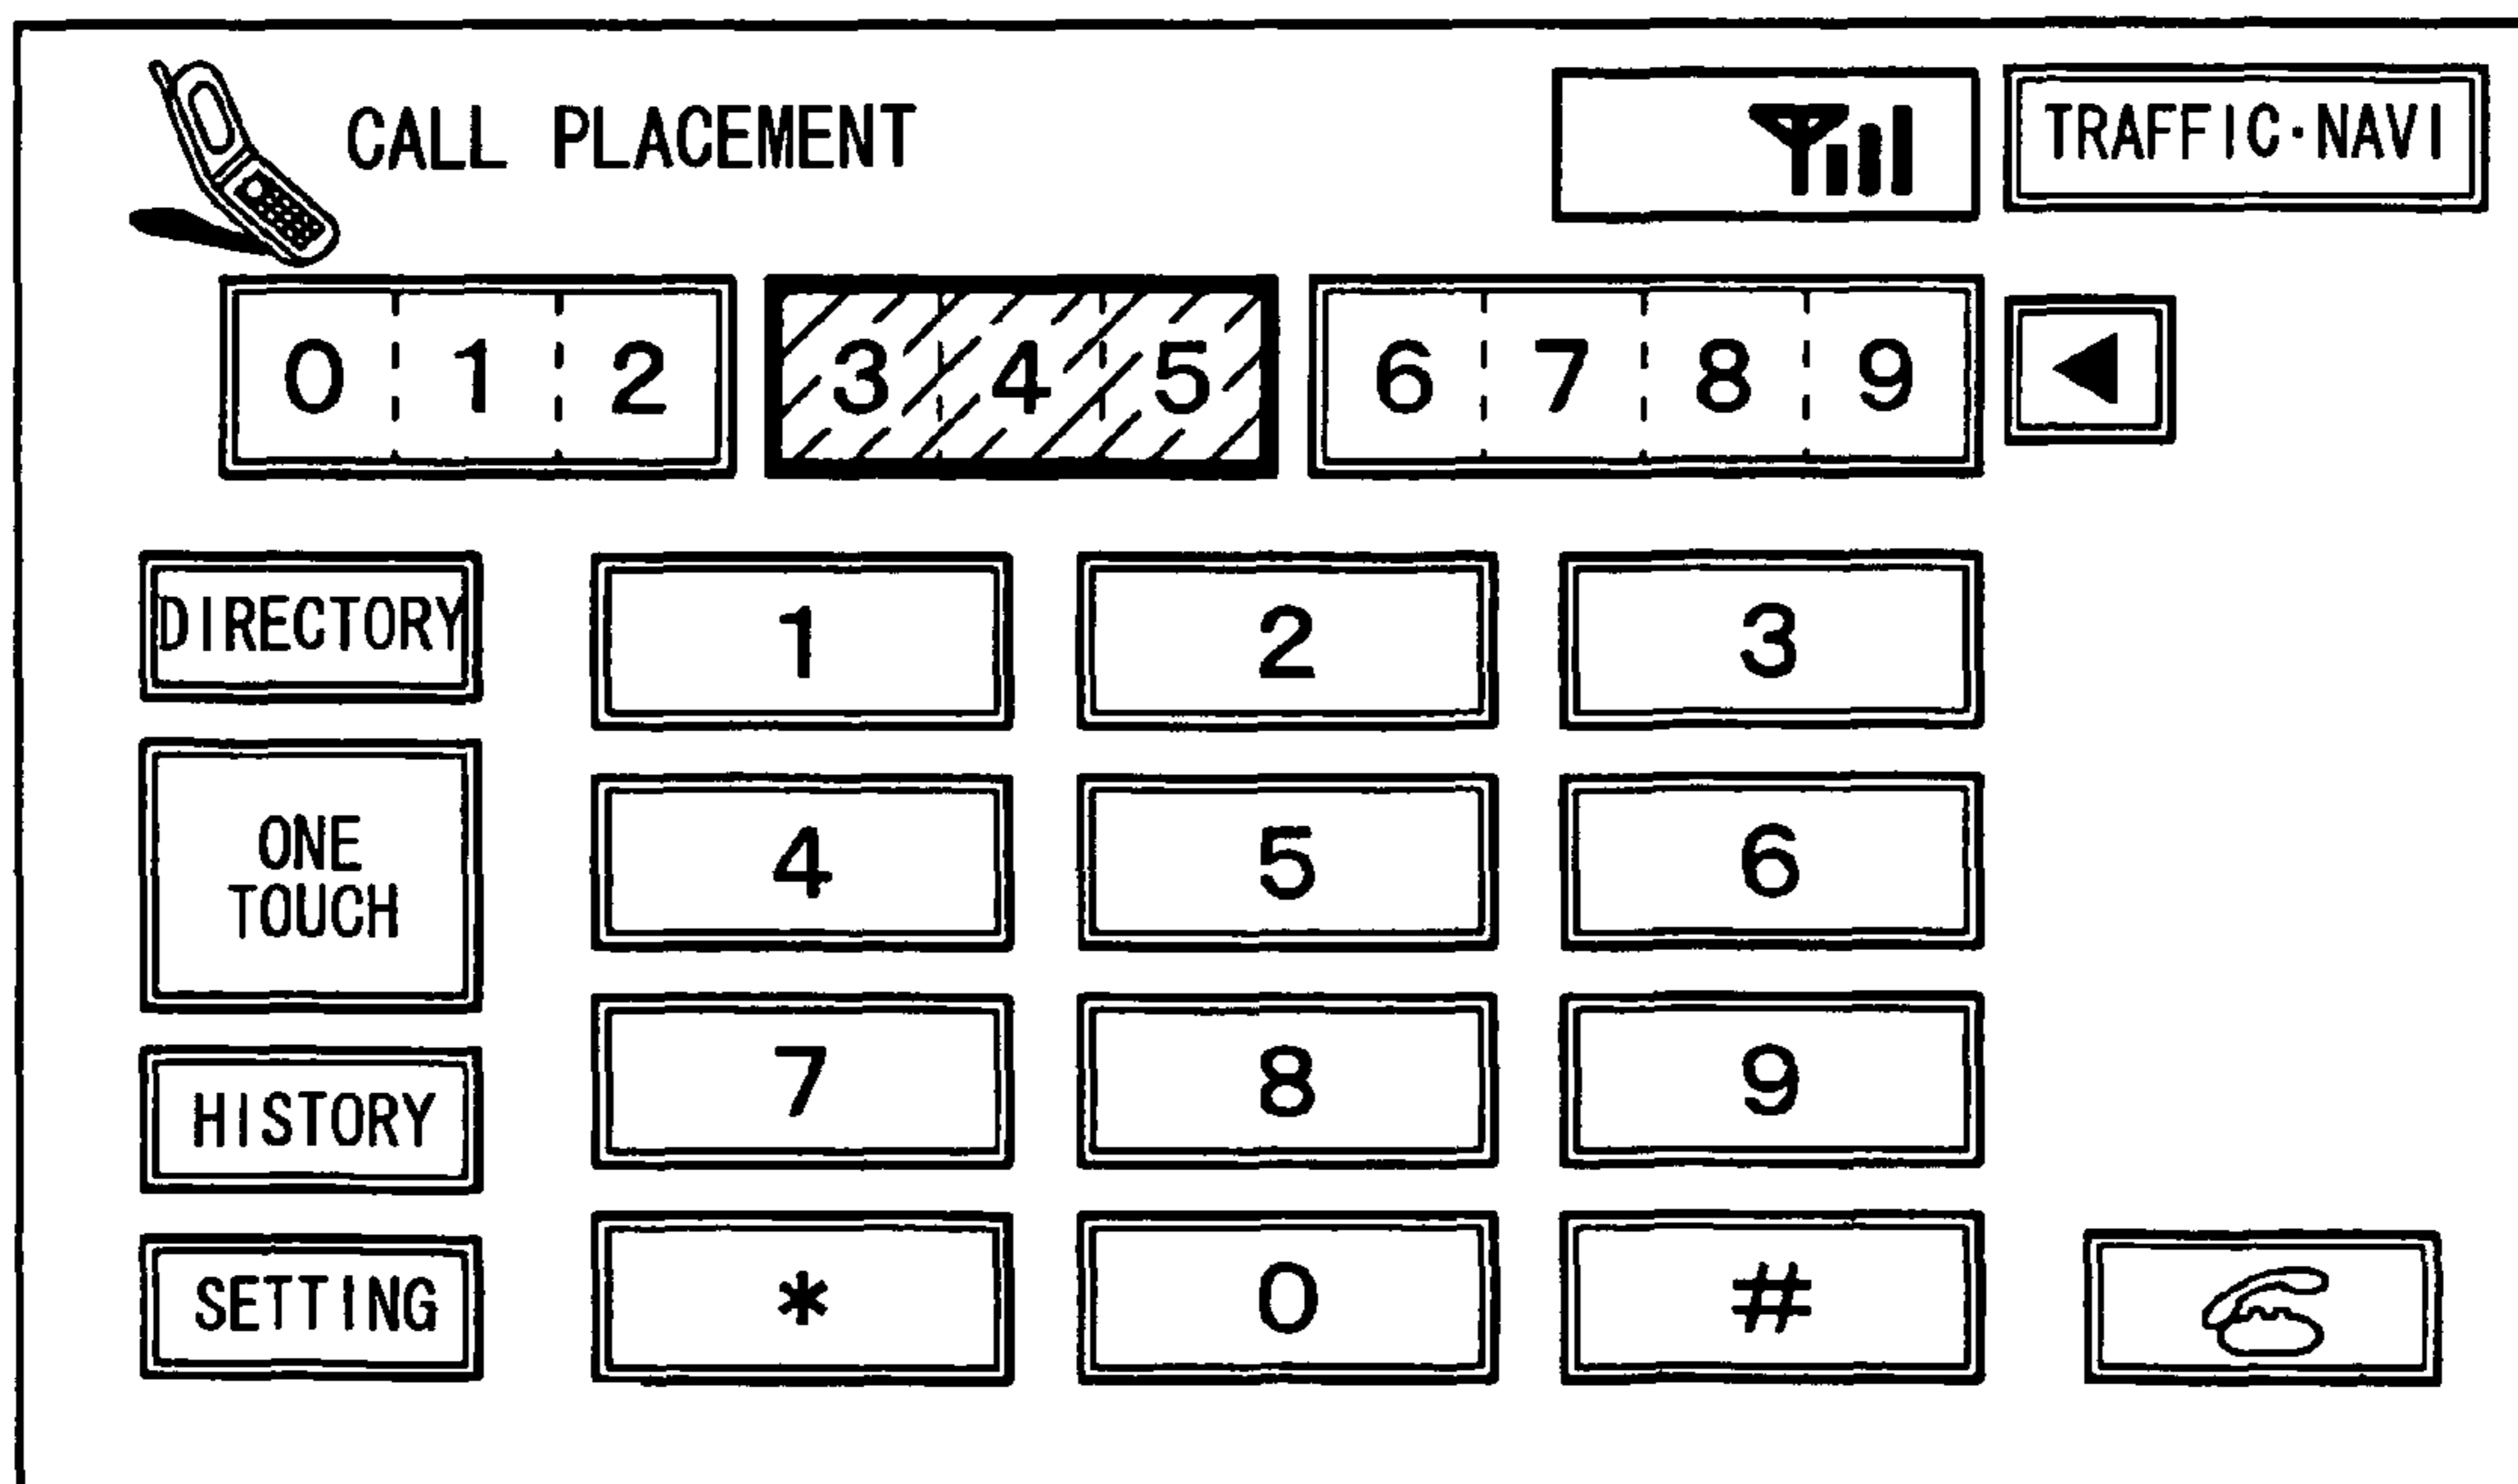 CALL PLACEMENT
TRAFFIC·NAVI
0 1 2 3 4 5 6 7 8 9
DIRECTORY 1 2 3
ONE
TOUCH
4 5 6
HISTORY 7 8 9
SETTING * 0 #